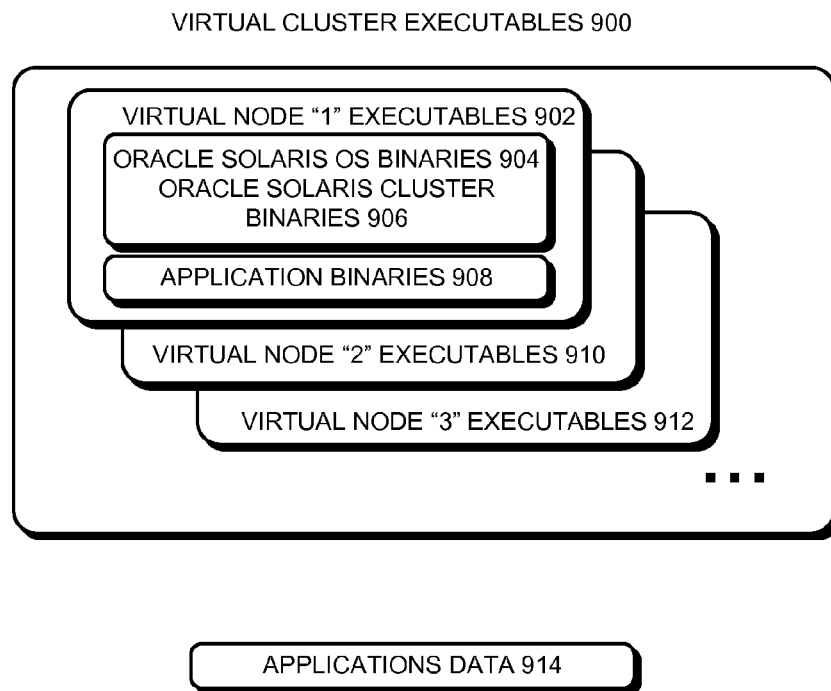 VIRTUAL CLUSTER EXECUTABLES 900
VIRTUAL NODE “1” EXECUTABLES 902
ORACLE SOLARIS OS BINARIES 904
ORACLE SOLARIS CLUSTER
BINARIES 906
APPLICATION BINARIES 908
VIRTUAL NODE “2” EXECUTABLES 910
VIRTUAL NODE “3” EXECUTABLES 912
...
APPLICATIONS DATA 914